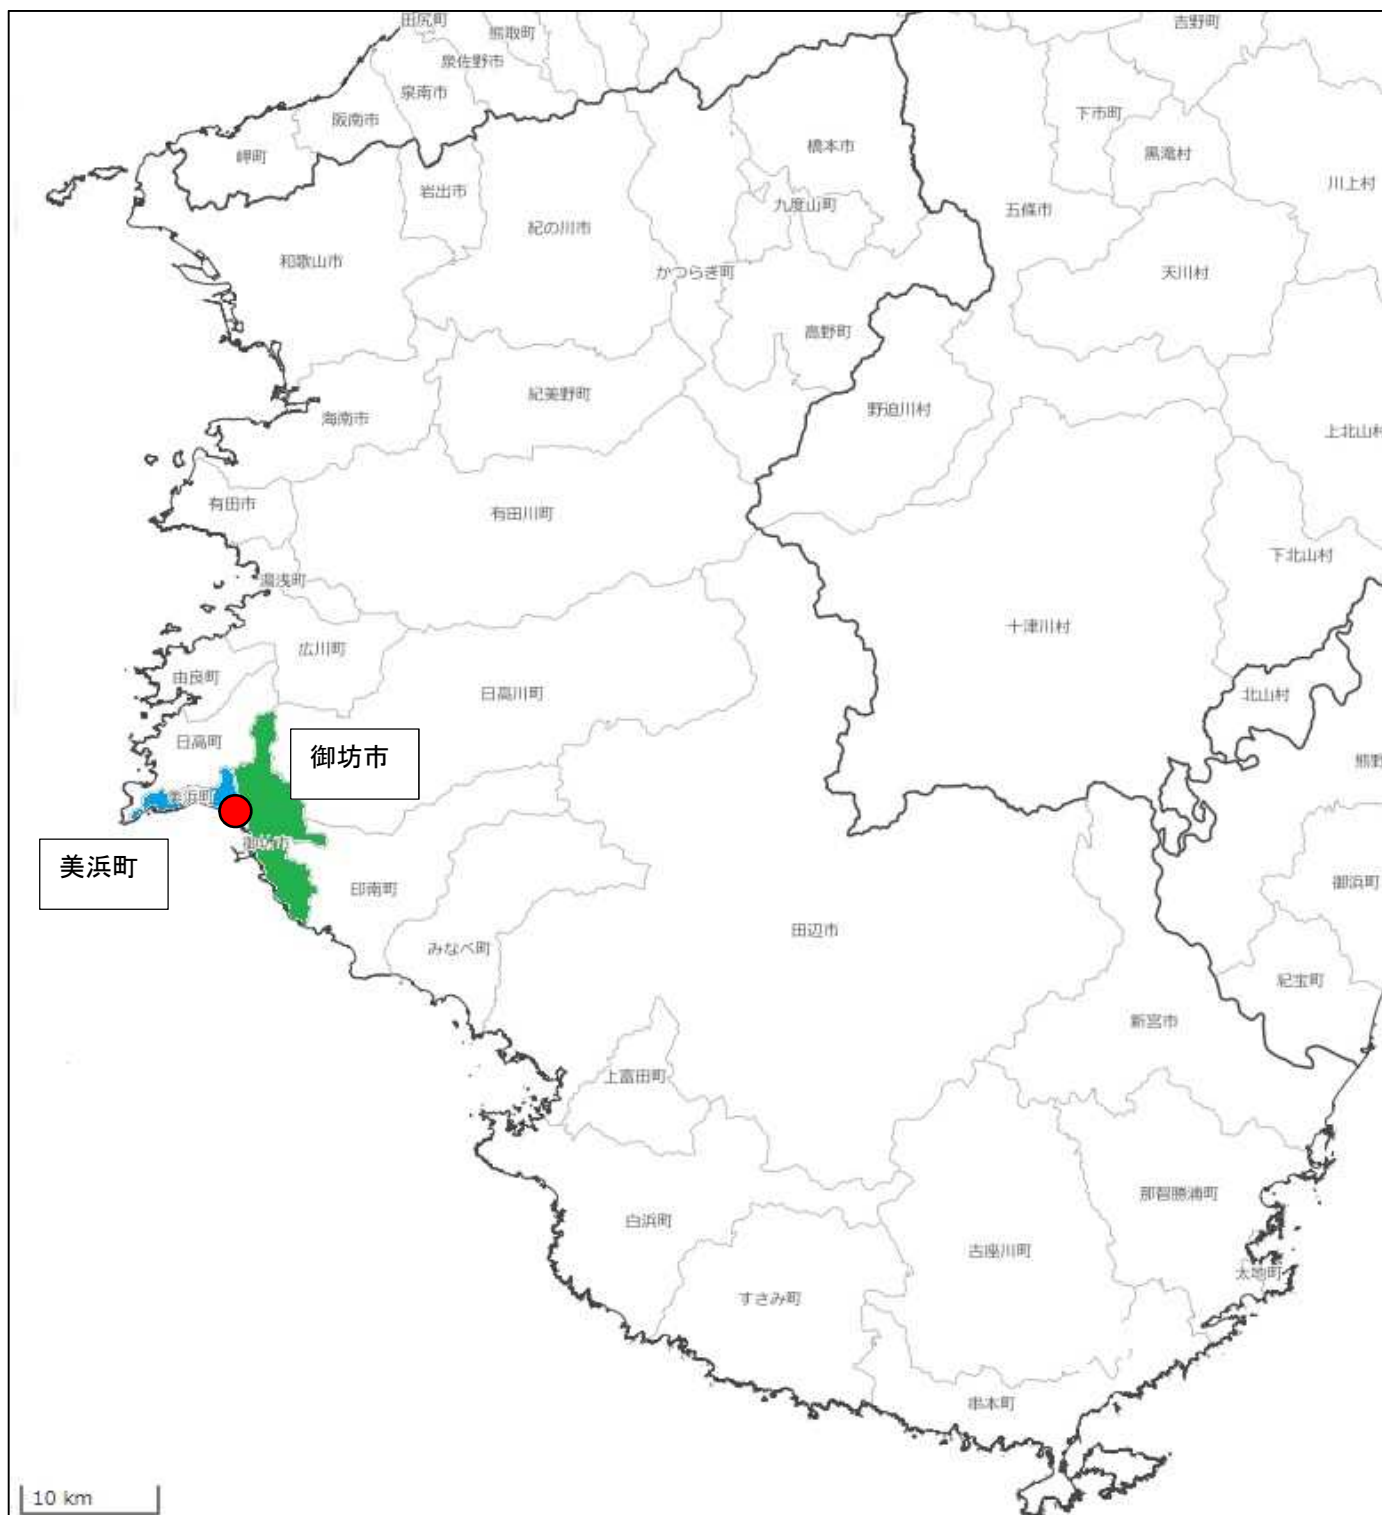 田尻町
熊取町
吉野町
泉佐野市
泉南市
下市町
阪南市
橋本市
岬町
黒滝村
川上村
岩出市
九度山町
五條市
紀の川市
和歌山市
かつらぎ町
天川村
高野町
紀美野町
海南市
野迫川村
上北山村
有田市
有田川町
下北山村
湯浅町
十津川村
広川町
由良町
日高川町
北山村
日高町
御坊市
熊野
美浜町
御坊市
美浜町
印南町
御浜町
田辺市
みなべ町
紀宝町
新宮市
上富田町
那智勝浦町
白浜町
古座川町
太地町
すさみ町
串本町
10 km